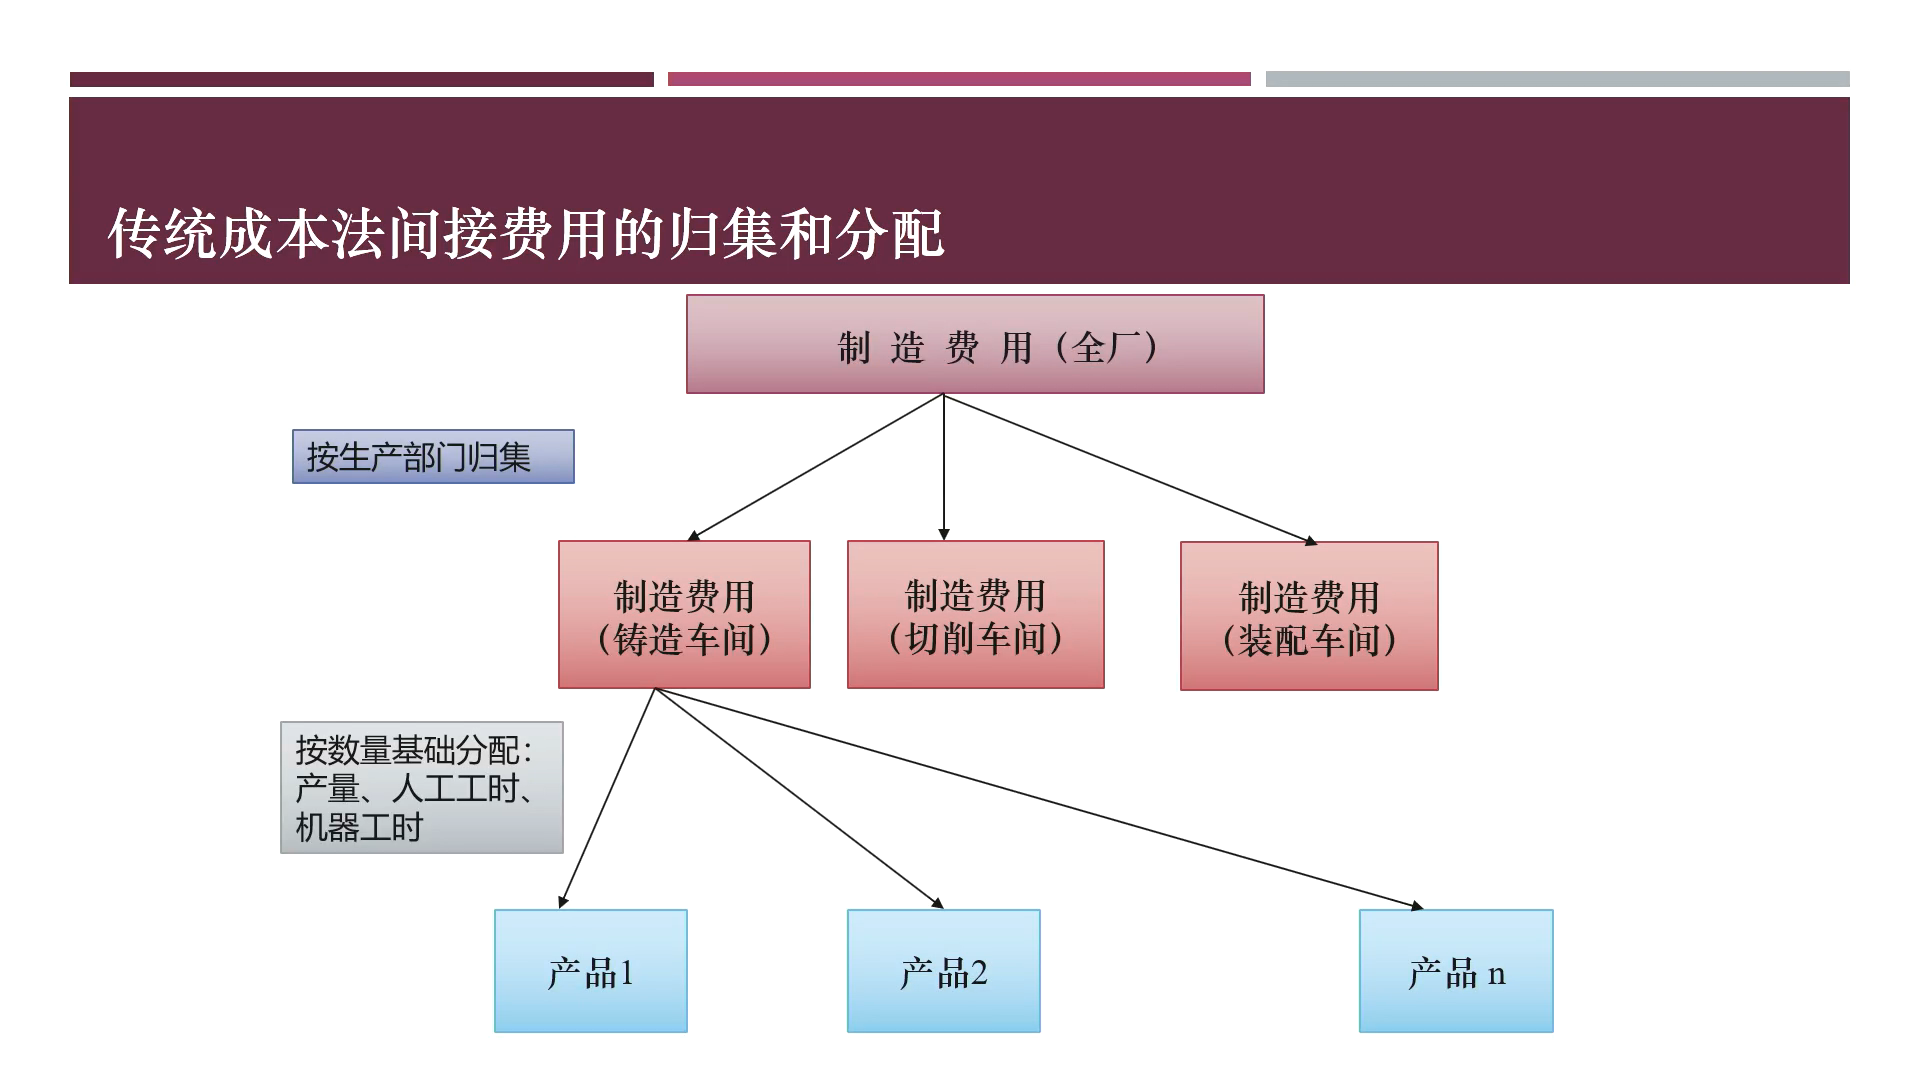 传统成本法间接费用的归集和分配
制 造 费 用（全厂）
按生产部门归集
制造费用
（铸造车间）
制造费用
（切削车间）
制造费用
（装配车间）
按数量基础分配：
产量、人工工时、
机器工时
产品1
产品2
产品 n